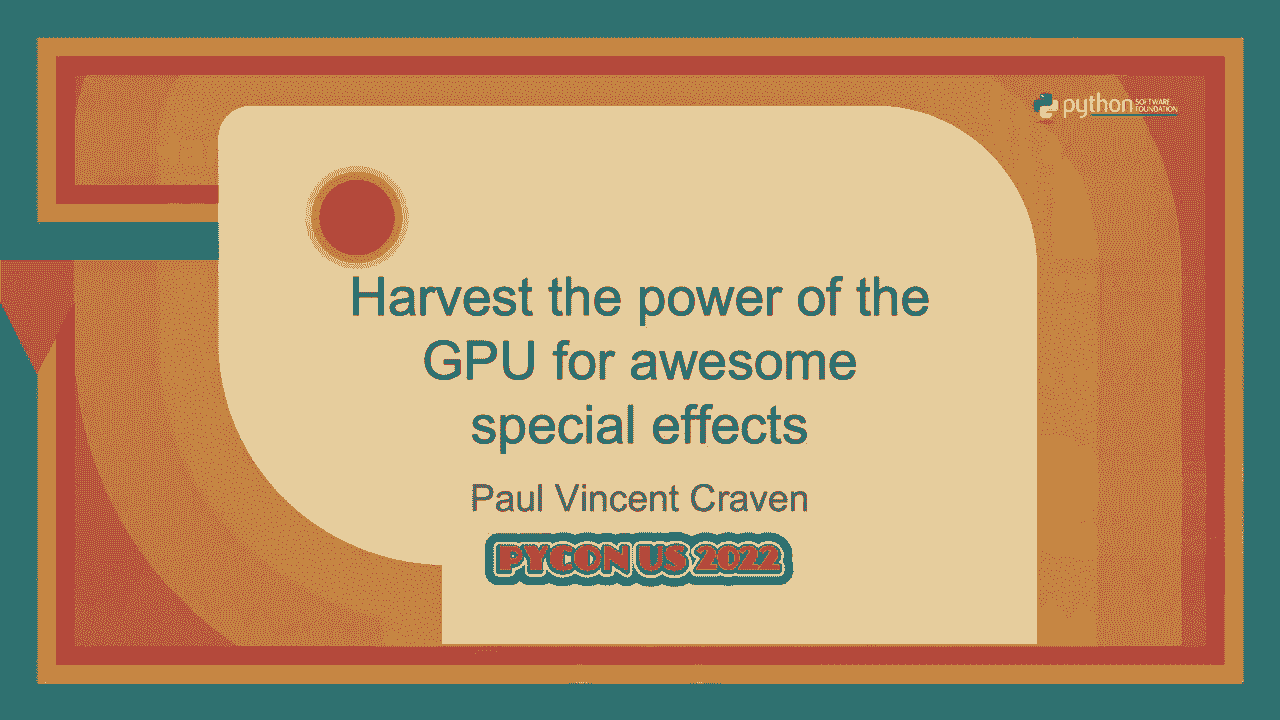 python SOFTWARE
FOUNDATION
Harvest the power of the
GPU for awesome
special effects
Paul Vincent Craven
PYCON US 2022